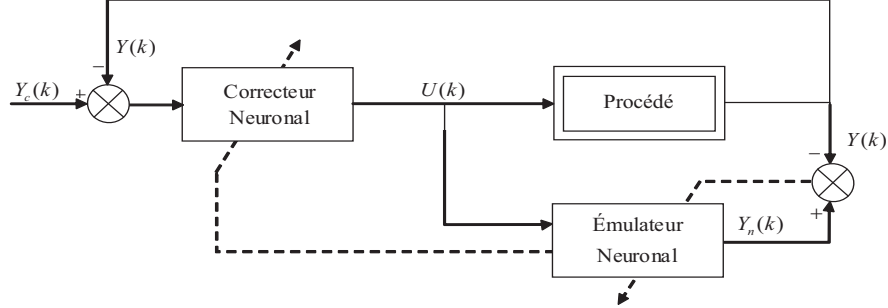 − Y(k)
Y_c(k) +
Correcteur
Neuronal
U(k)
Procédé
− Y(k)
+
Émulateur
Neuronal
Y_n(k)